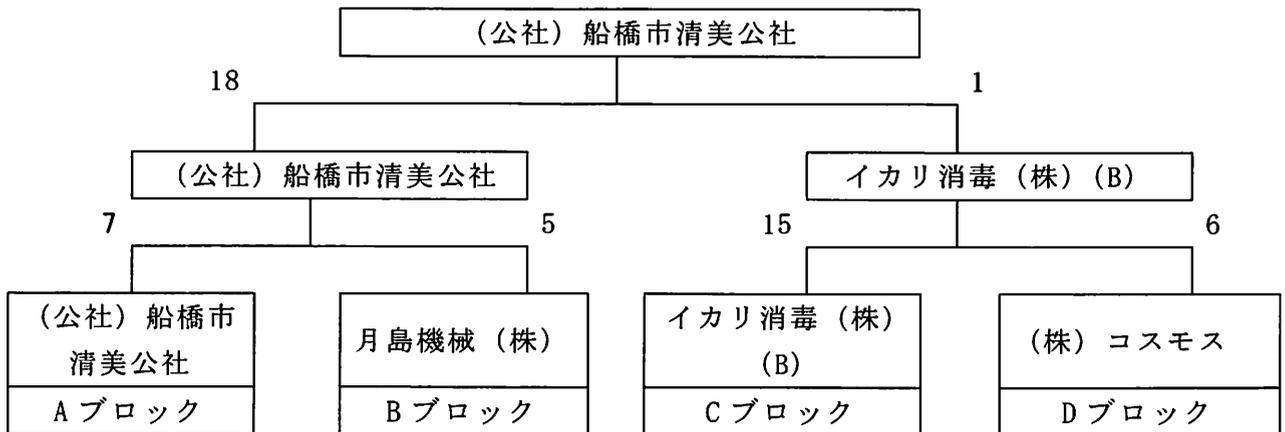 (公社) 船橋市清美公社
18
1
(公社) 船橋市清美公社
イカリ消毒 (株) (B)
7
5
15
6
(公社) 船橋市
清美公社
月島機械 (株)
イカリ消毒 (株)
(B)
(株) コスモス
Aブロック
Bブロック
Cブロック
Dブロック